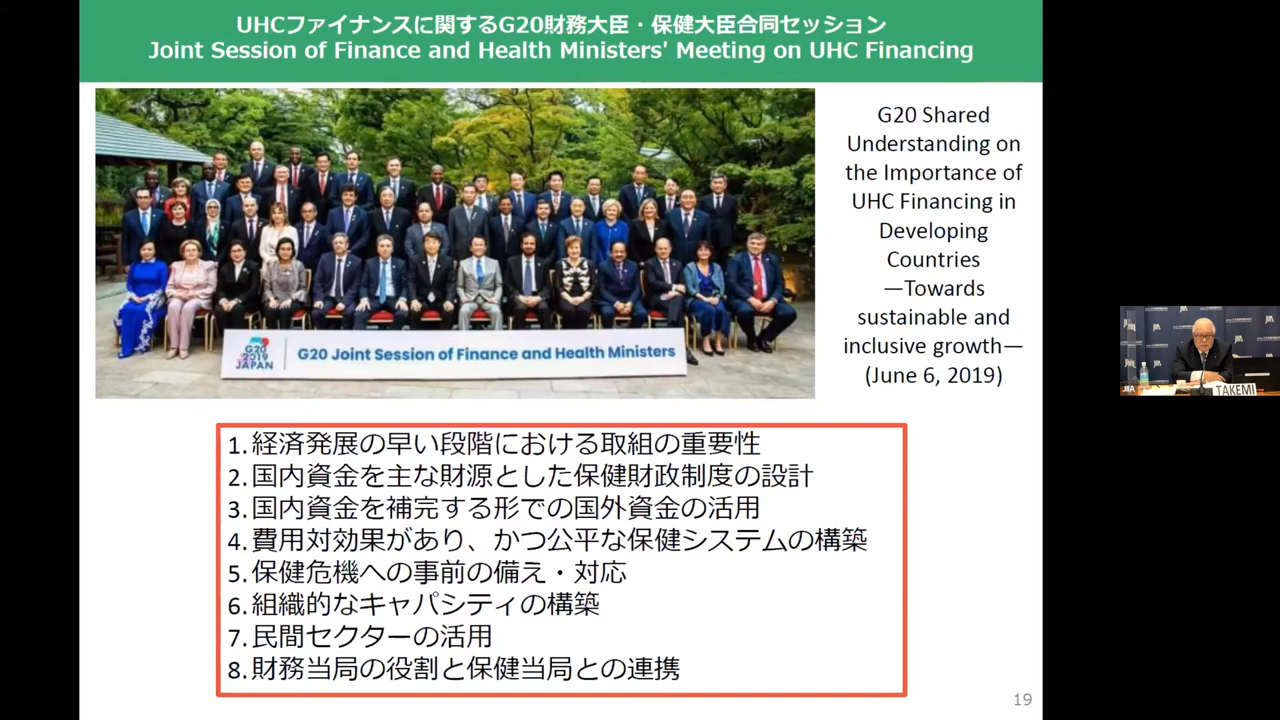 UHCファイナンスに関するG20財務大臣・保健大臣合同セッション
Joint Session of Finance and Health Ministers' Meeting on UHC Financing
G20 Shared
Understanding on
the Importance of
UHC Financing in
Developing
Countries
—Towards
sustainable and
inclusive growth—
(June 6, 2019)
G20
2019
JAPAN
G20 Joint Session of Finance and Health Ministers
1. 経済発展の早い段階における取組の重要性
2. 国内資金を主な財源とした保健財政制度の設計
3. 国内資金を補完する形での国外資金の活用
4. 費用対効果があり、かつ公平な保健システムの構築
5. 保健危機への事前の備え・対応
6. 組織的なキャパシティの構築
7. 民間セクターの活用
8. 財務当局の役割と保健当局との連携
19
JIIA
TAKEMI